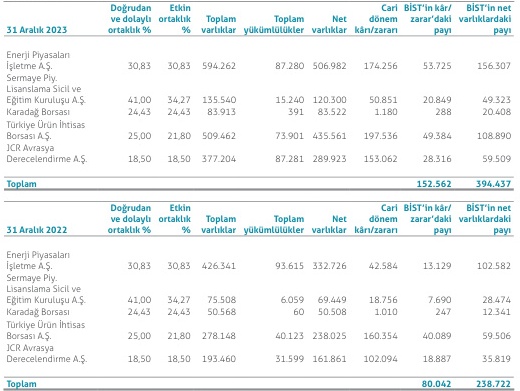 Doğrudan Etkin Cari BİST'in kâr/ BİST'in net
ve dolaylı ortaklık Toplam Toplam Net dönem zarar'daki varlıklardaki
31 Aralık 2023 ortaklık % % varlıklar yükümlülükler varlıklar kârı/zararı payı payı
Enerji Piyasaları
İşletme A.Ş. 30,83 30,83 594.262 87.280 506.982 174.256 53.725 156.307
Sermaye Piy.
Lisanslama Sicil ve
Eğitim Kuruluşu A.Ş. 41,00 34,27 135.540 15.240 120.300 50.851 20.849 49.323
Karadağ Borsası 24,43 24,43 83.913 391 83.522 1.180 288 20.408
Türkiye Ürün İhtisas
Borsası A.Ş. 25,00 21,80 509.462 73.901 435.561 197.536 49.384 108.890
JCR Avrasya
Derecelendirme A.Ş. 18,50 18,50 377.204 87.281 289.923 153.062 28.316 59.509
Toplam 152.562 394.437
Doğrudan Etkin Cari BİST'in kâr/ BİST'in net
ve dolaylı ortaklık Toplam Toplam Net dönem zarar'daki varlıklardaki
31 Aralık 2022 ortaklık % % varlıklar yükümlülükler varlıklar kârı/zararı payı payı
Enerji Piyasaları
İşletme A.Ş. 30,83 30,83 426.341 93.615 332.726 42.584 13.129 102.582
Sermaye Piy.
Lisanslama Sicil ve
Eğitim Kuruluşu A.Ş. 41,00 34,27 75.508 6.059 69.449 18.756 7.690 28.474
Karadağ Borsası 24,43 24,43 50.568 60 50.508 1.010 247 12.341
Türkiye Ürün İhtisas
Borsası A.Ş. 25,00 21,80 278.148 40.123 238.025 160.354 40.089 59.506
JCR Avrasya
Derecelendirme A.Ş. 18,50 18,50 193.460 31.599 161.861 102.094 18.887 35.819
Toplam 80.042 238.722